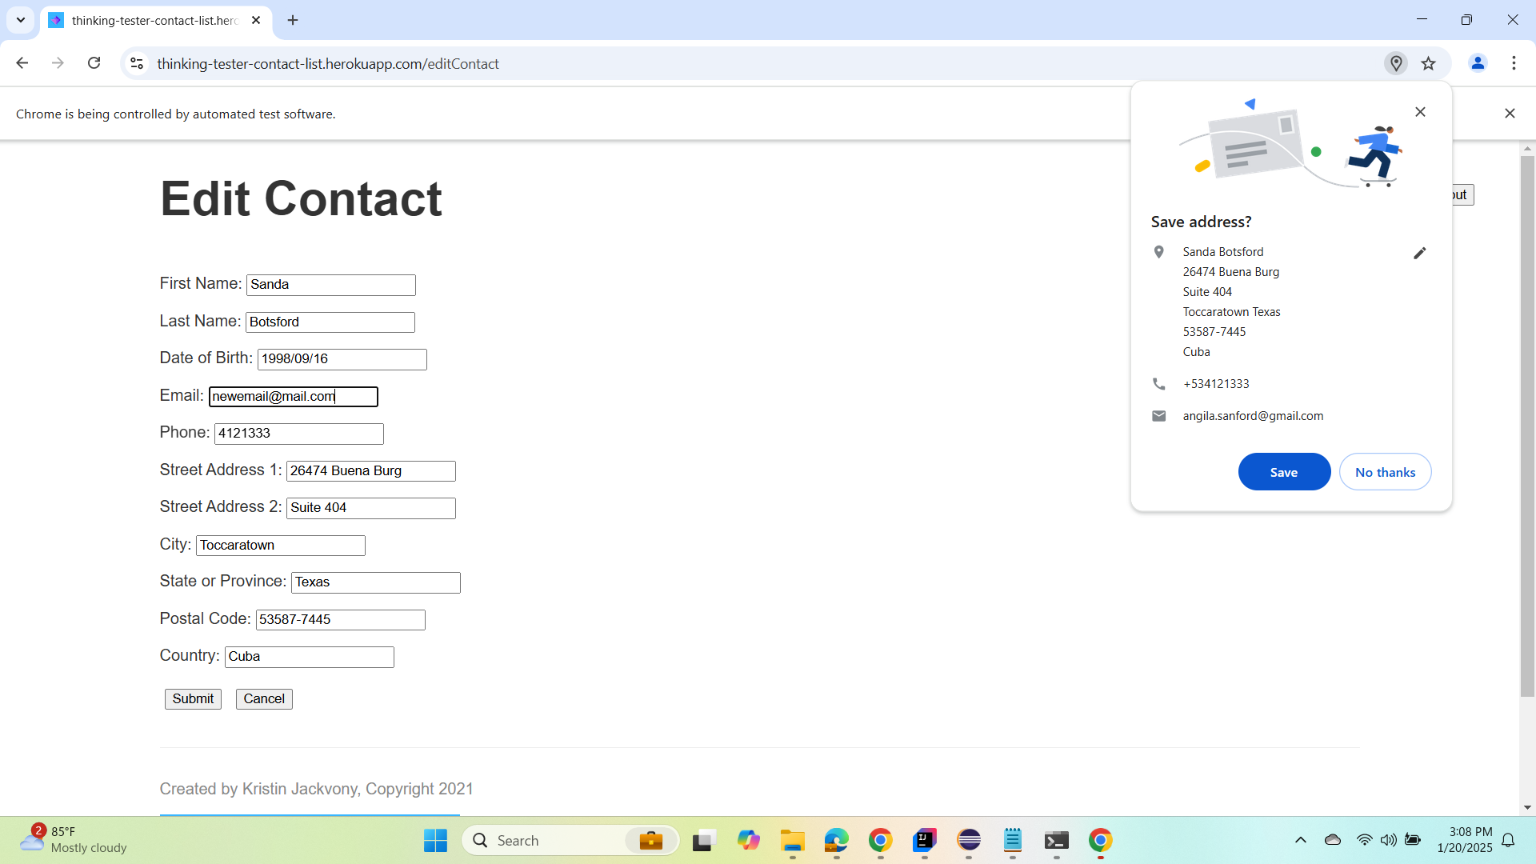 thinking-tester-contact-list.herc
thinking-tester-contact-list.herokuapp.com/editContact
Chrome is being controlled by automated test software.
Edit Contact
First Name: Sanda
Last Name: Botsford
Date of Birth: 1998/09/16
Email: newemail@mail.com
Phone: 4121333
Street Address 1: 26474 Buena Burg
Street Address 2: Suite 404
City: Toccaratown
State or Province: Texas
Postal Code: 53587-7445
Country: Cuba
Submit Cancel
Created by Kristin Jackvony, Copyright 2021
Save address?
Sanda Botsford
26474 Buena Burg
Suite 404
Toccaratown Texas
53587-7445
Cuba
+534121333
angila.sanford@gmail.com
Save No thanks
out
2
85°F
Mostly cloudy
Search
3:08 PM
1/20/2025